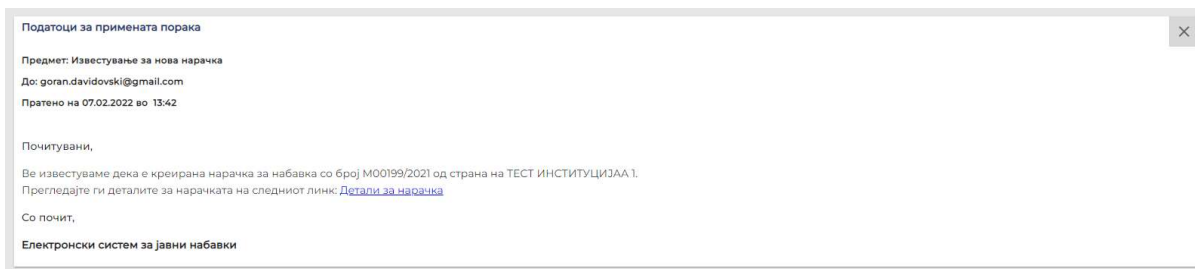 Податоци за примената порака
Предмет: Известување за нова нарачка
До: goran.davidovski@gmail.com
Пратено на 07.02.2022 во 13:42
Почитувани,
Ве известуваме дека е креирана нарачка за набавка со број М00199/2021 од страна на ТЕСТ ИНСТИТУЦИЈАА 1.
Прегледајте ги деталите за нарачката на следниот линк: Детали за нарачка
Со почит,
Електронски систем за јавни набавки